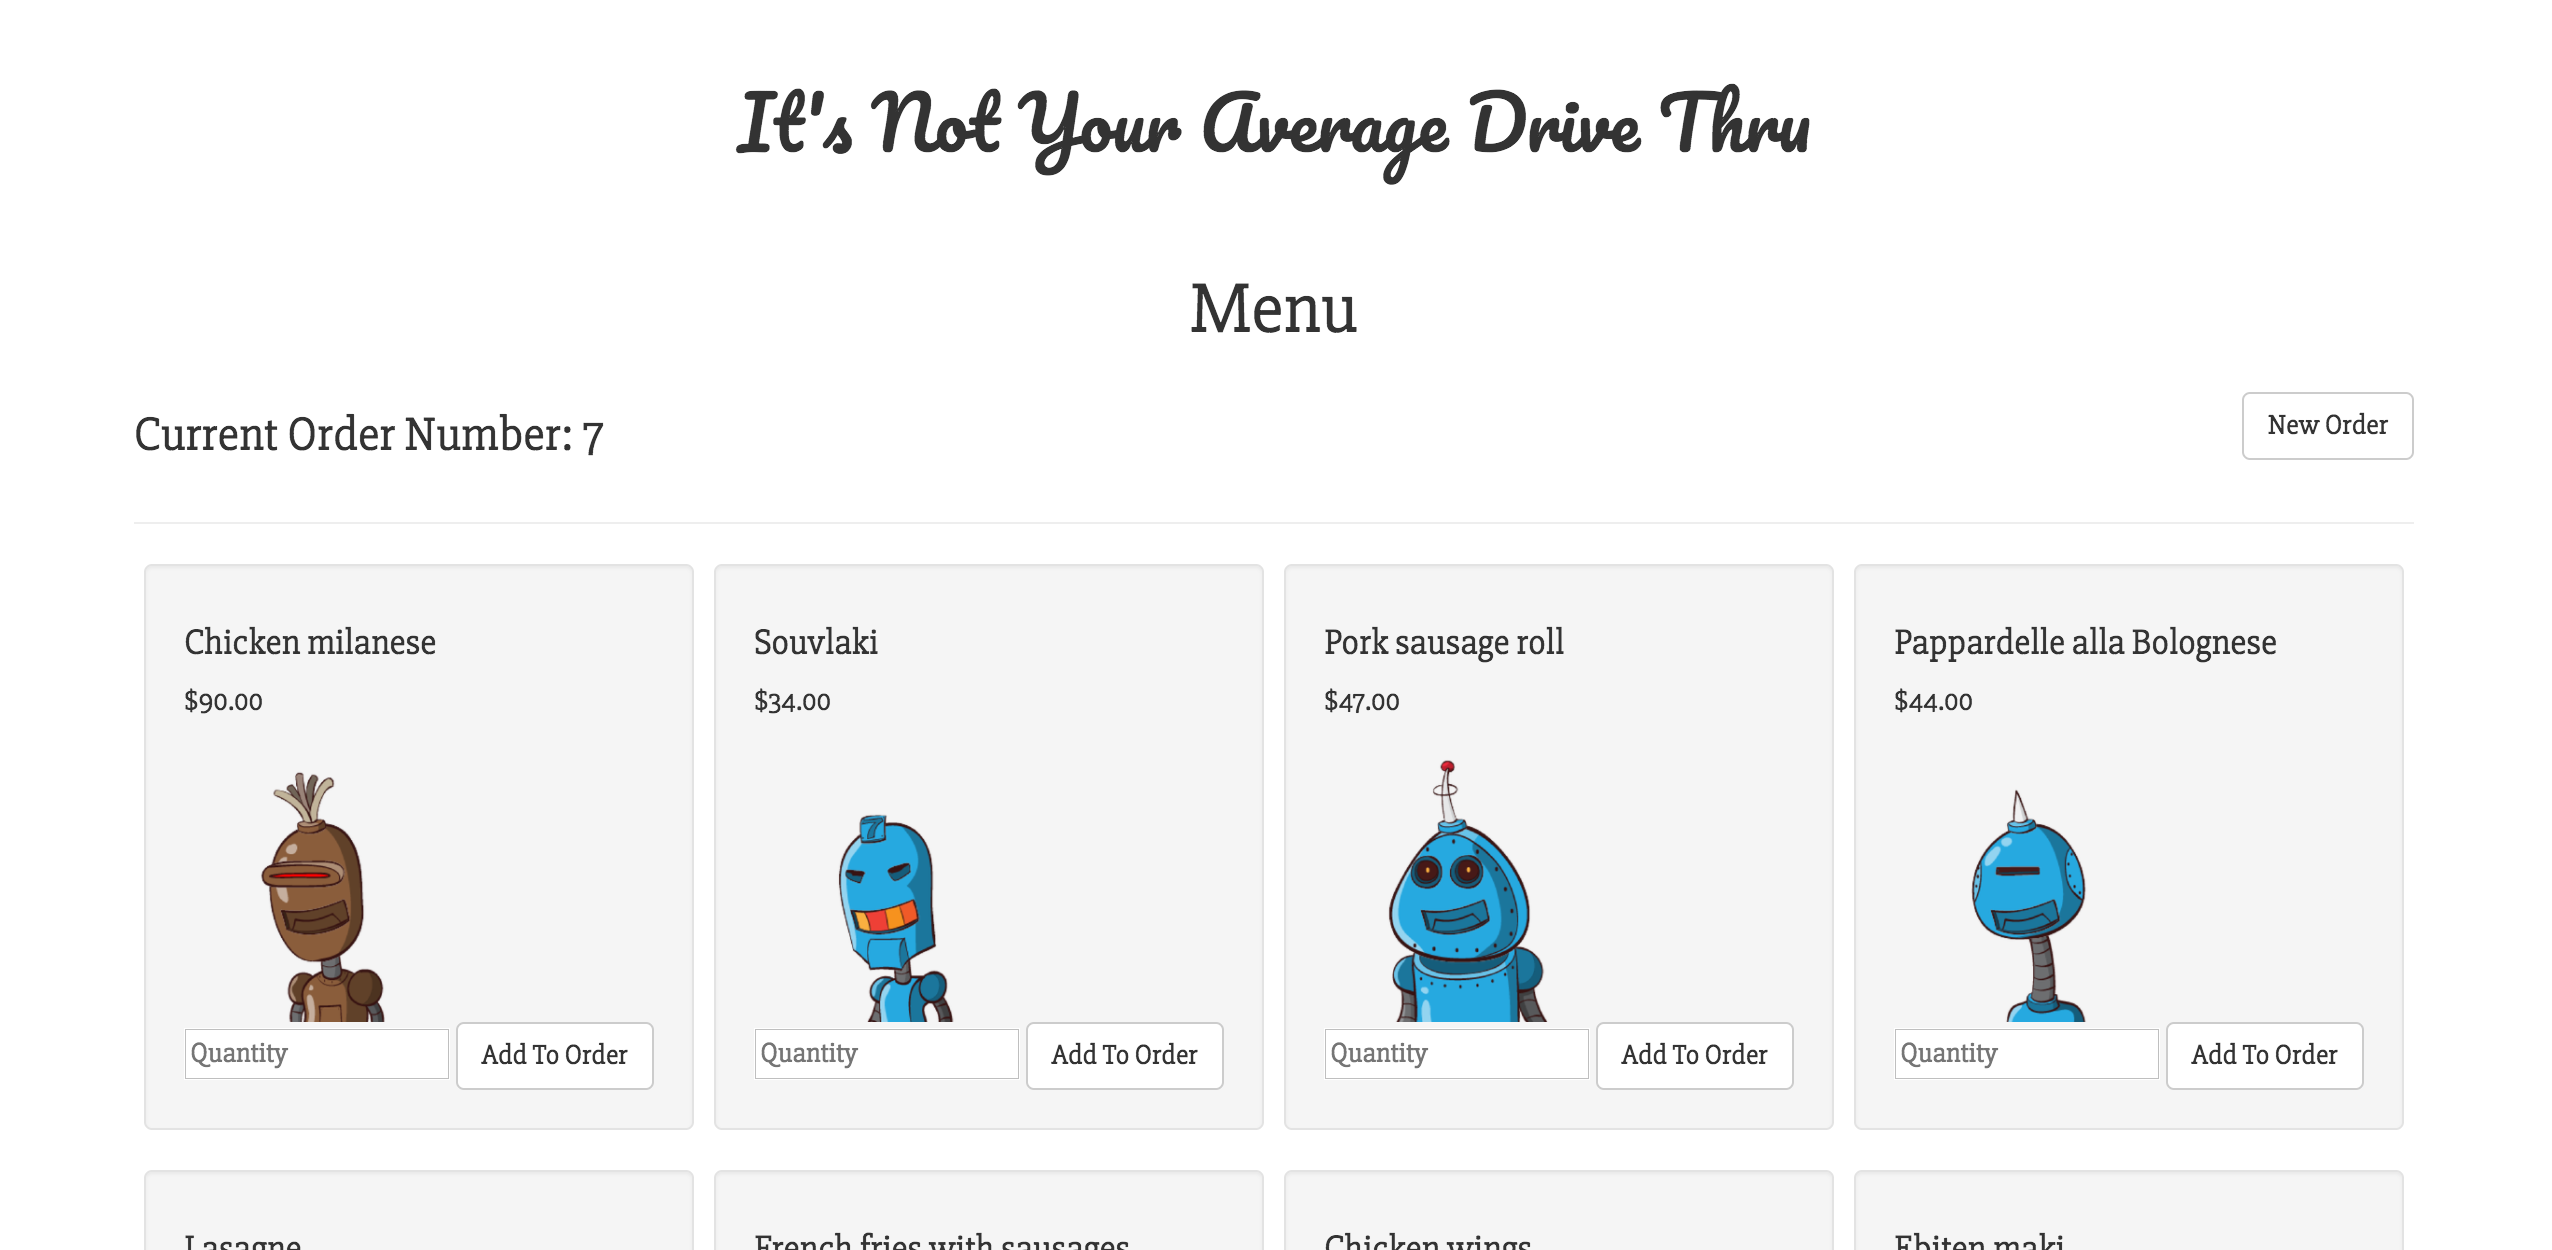 It's Not Your Average Drive Thru
Menu
Current Order Number: 7
New Order
Chicken milanese
$90.00
Quantity
Add To Order
Souvlaki
$34.00
7
Quantity
Add To Order
Pork sausage roll
$47.00
Quantity
Add To Order
Pappardelle alla Bolognese
$44.00
Quantity
Add To Order
Lasagne
French fries with sausages
Chicken wings
Ebiten maki